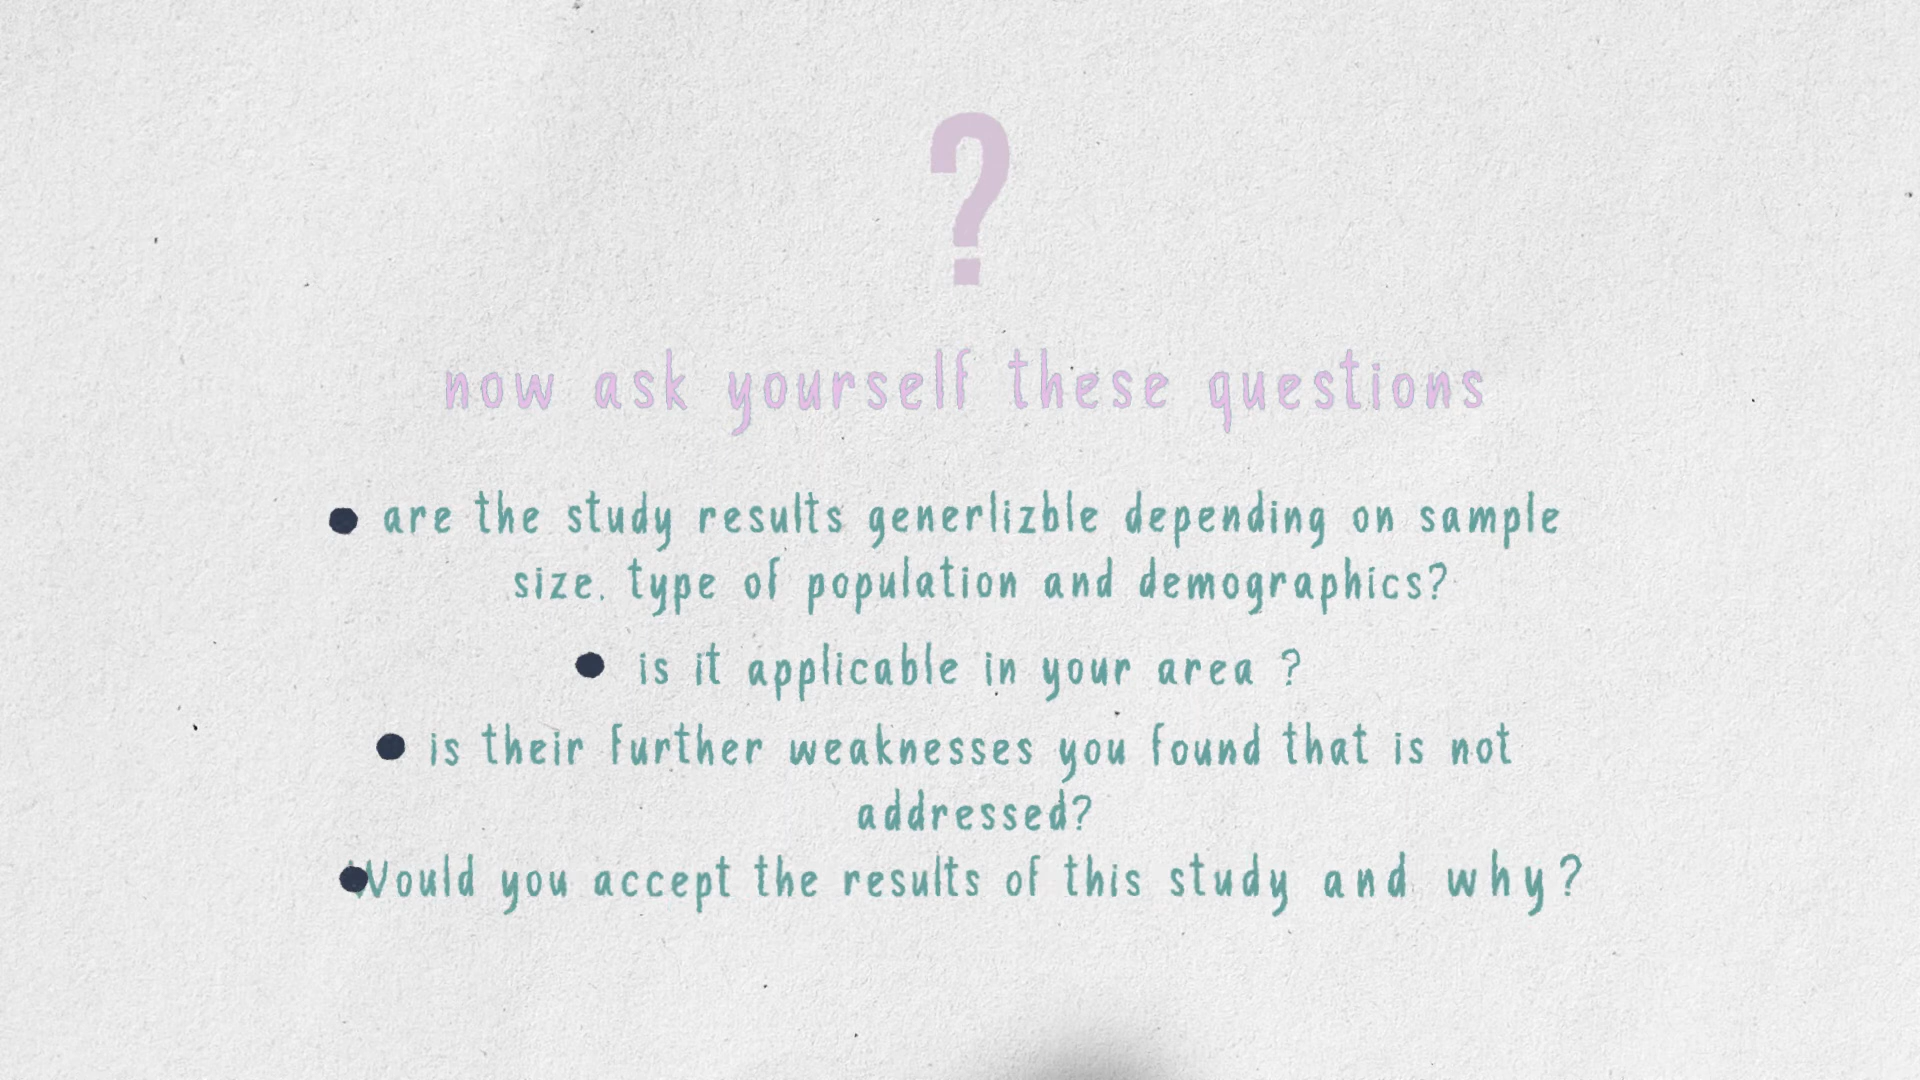 ?
now ask yourself these questions
are the study results generlizble depending on sample
size. type of population and demographics?
is it applicable in your area ?
is their further weaknesses you found that is not
addressed?
Would you accept the results of this study and why?